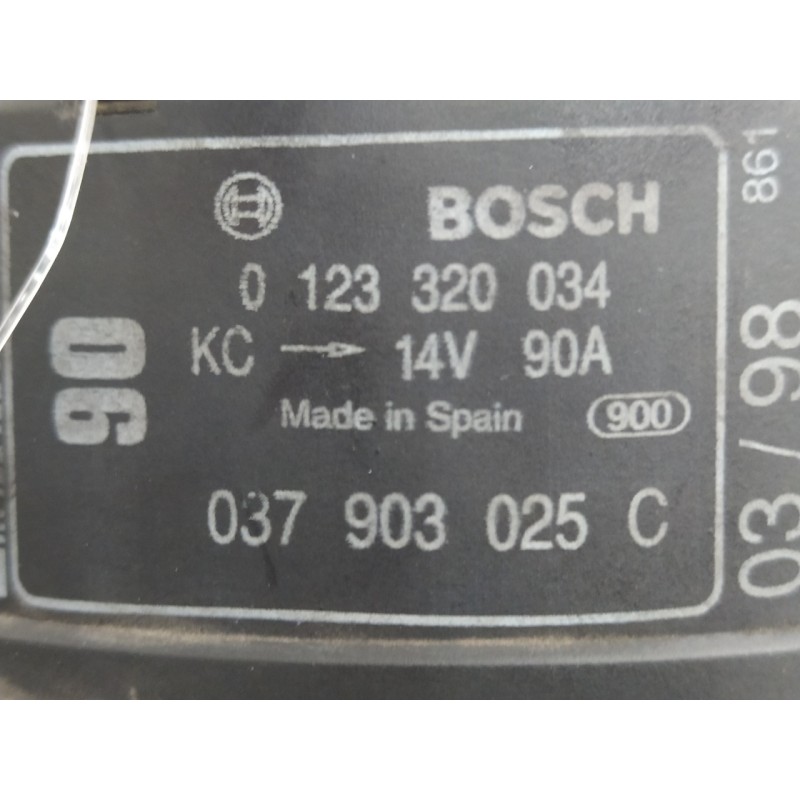 BOSCH
0 123 320 034
KC → 14V 90A
Made in Spain 900
037 903 025 C
90
861
03 / 98